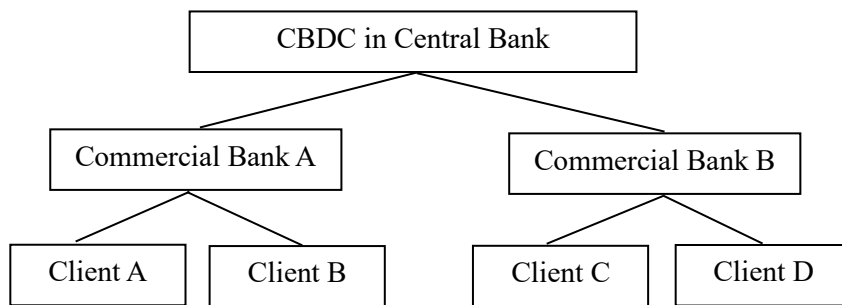 CBDC in Central Bank
Commercial Bank A
Commercial Bank B
Client A
Client B
Client C
Client D